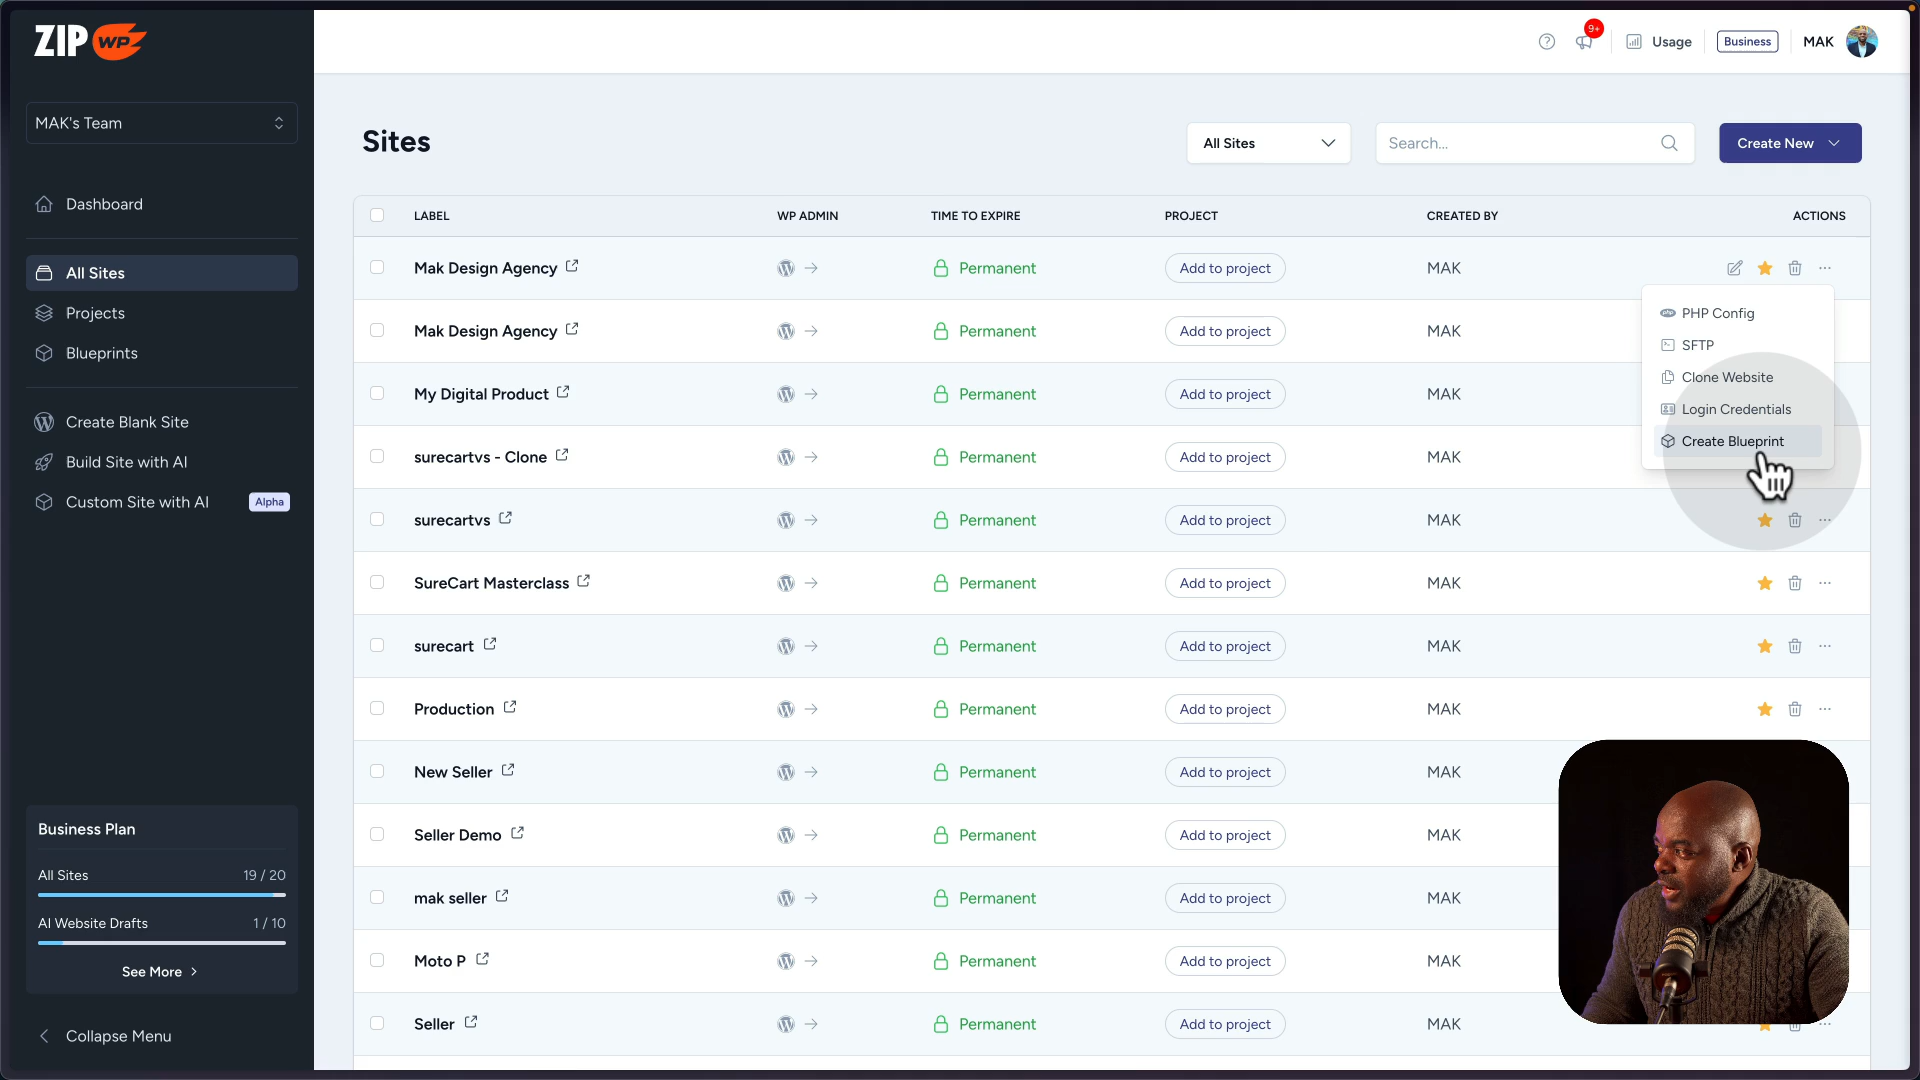 ZIP WP
9+
Usage
Business
MAK
MAK's Team
Dashboard
All Sites
Projects
Blueprints
Create Blank Site
Build Site with AI
Custom Site with AI
Alpha
Business Plan
All Sites
19 / 20
AI Website Drafts
1 / 10
See More
Collapse Menu
Sites
All Sites
Search...
Create New
LABEL WP ADMIN TIME TO EXPIRE PROJECT CREATED BY ACTIONS
Mak Design Agency Permanent Add to project MAK
Mak Design Agency Permanent Add to project MAK
My Digital Product Permanent Add to project MAK
surecartvs - Clone Permanent Add to project MAK
surecartvs Permanent Add to project MAK
SureCart Masterclass Permanent Add to project MAK
surecart Permanent Add to project MAK
Production Permanent Add to project MAK
New Seller Permanent Add to project MAK
Seller Demo Permanent Add to project MAK
mak seller Permanent Add to project MAK
Moto P Permanent Add to project MAK
Seller Permanent Add to project MAK
php PHP Config
SFTP
Clone Website
Login Credentials
Create Blueprint